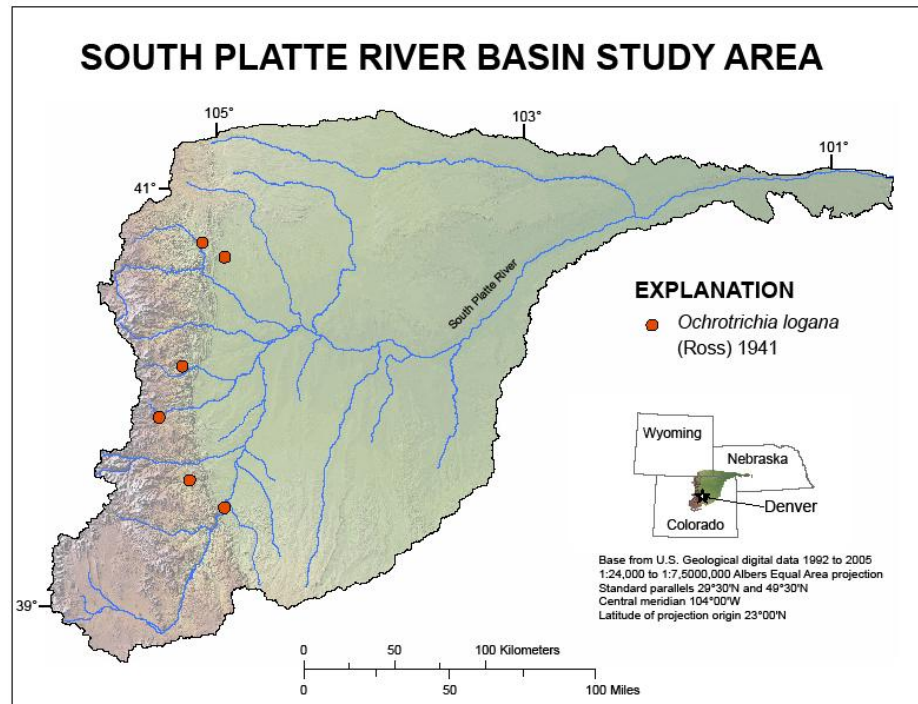 SOUTH PLATTE RIVER BASIN STUDY AREA
105°
103°
101°
41°
South Platte River
EXPLANATION
Ochrotrichia logana
(Ross) 1941
Wyoming
Nebraska
Denver
Colorado
Base from U.S. Geological digital data 1992 to 2005
1:24,000 to 1:7,5000,000 Albers Equal Area projection
Standard parallels 29°30'N and 49°30'N
Central meridian 104°00'W
Latitude of projection origin 23°00'N
39°
0 50 100 Kilometers
0 50 100 Miles